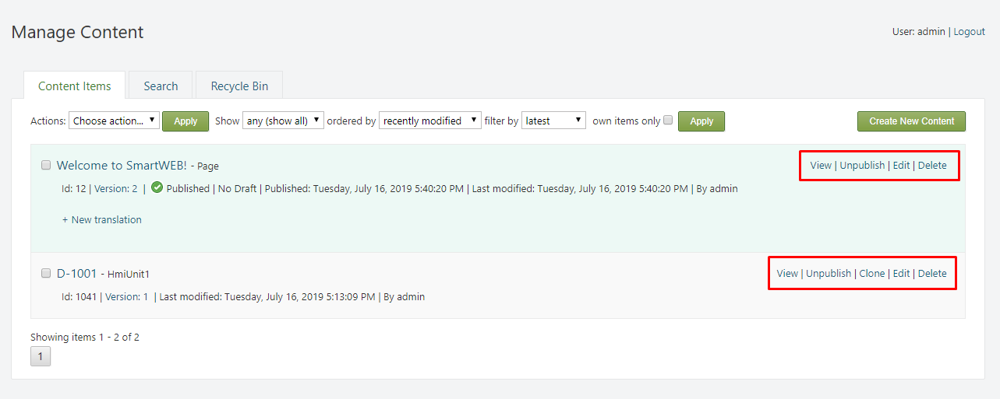 Manage Content
User: admin | Logout
Content Items Search Recycle Bin
Actions: Choose action... Apply Show any (show all) ordered by recently modified filter by latest own items only Apply Create New Content
Welcome to SmartWEB! - Page View | Unpublish | Edit | Delete
Id: 12 | Version: 2 | Published | No Draft | Published: Tuesday, July 16, 2019 5:40:20 PM | Last modified: Tuesday, July 16, 2019 5:40:20 PM | By admin
+ New translation
D-1001 - HmiUnit1 View | Unpublish | Clone | Edit | Delete
Id: 1041 | Version: 1 | Last modified: Tuesday, July 16, 2019 5:13:09 PM | By admin
Showing items 1 - 2 of 2
1